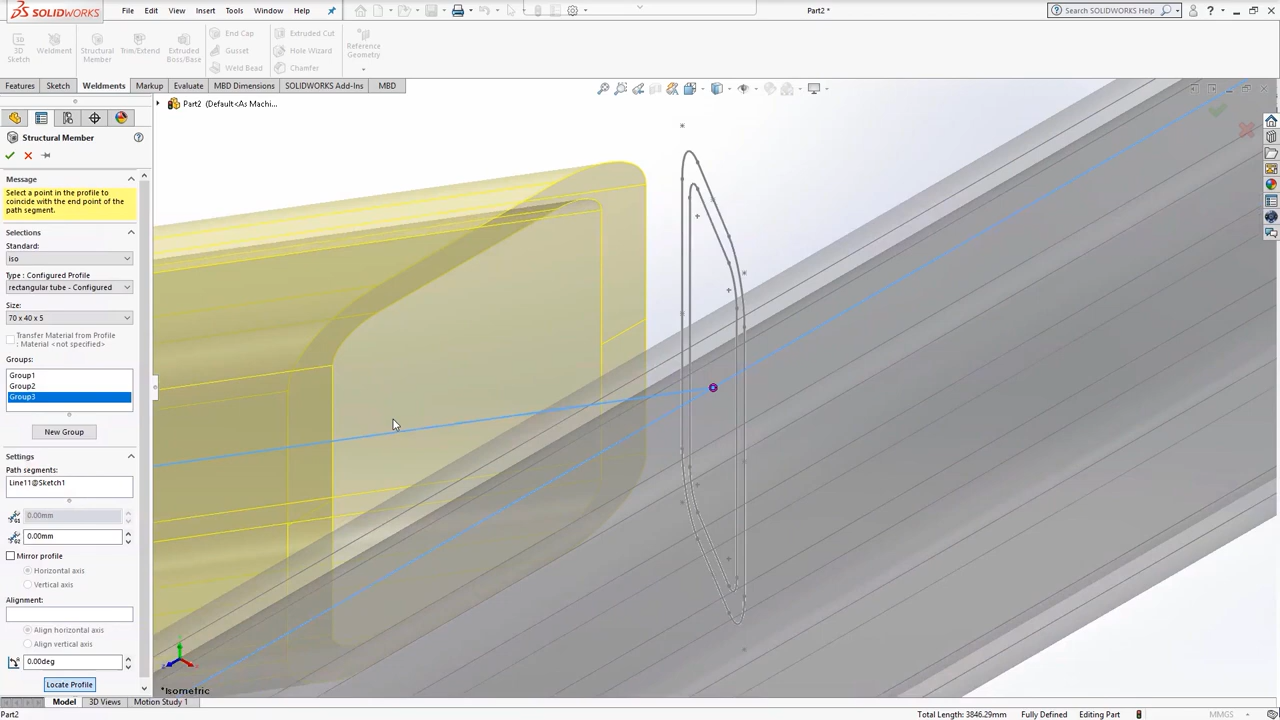 SOLIDWORKS
File Edit View Insert Tools Window Help
Part2 *
Search SOLIDWORKS Help
3D Sketch
Weldment
Structural Member
Trim/Extend
Extruded Boss/Base
End Cap
Gusset
Weld Bead
Extruded Cut
Hole Wizard
Chamfer
Reference Geometry
Features Sketch Weldments Markup Evaluate MBD Dimensions SOLIDWORKS Add-Ins MBD
Part2 (Default<As Machi...
Structural Member
Message
Select a point in the profile to
coincide with the end point of the
path segment.
Selections
Standard:
iso
Type : Configured Profile
rectangular tube - Configured
Size:
70 x 40 x 5
Transfer Material from Profile
: Material <not specified>
Groups:
Group1
Group2
Group3
New Group
Settings
Path segments:
Line11@Sketch1
G1 0.00mm
G2 0.00mm
Mirror profile
Horizontal axis
Vertical axis
Alignment:
Align horizontal axis
Align vertical axis
0.00deg
Locate Profile
*Isometric
Model 3D Views Motion Study 1
Part2
Total Length: 3846.29mm Fully Defined Editing Part MMGS